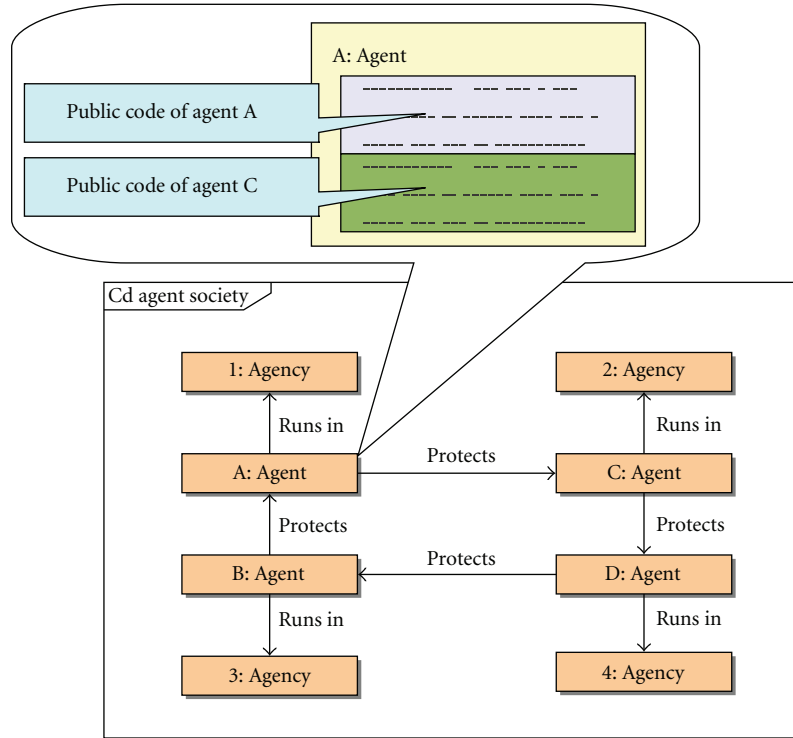 A: Agent
Public code of agent A
Public code of agent C
Cd agent society
1: Agency
2: Agency
Runs in
Runs in
A: Agent
Protects
C: Agent
Protects
Protects
B: Agent
Protects
D: Agent
Runs in
Runs in
3: Agency
4: Agency